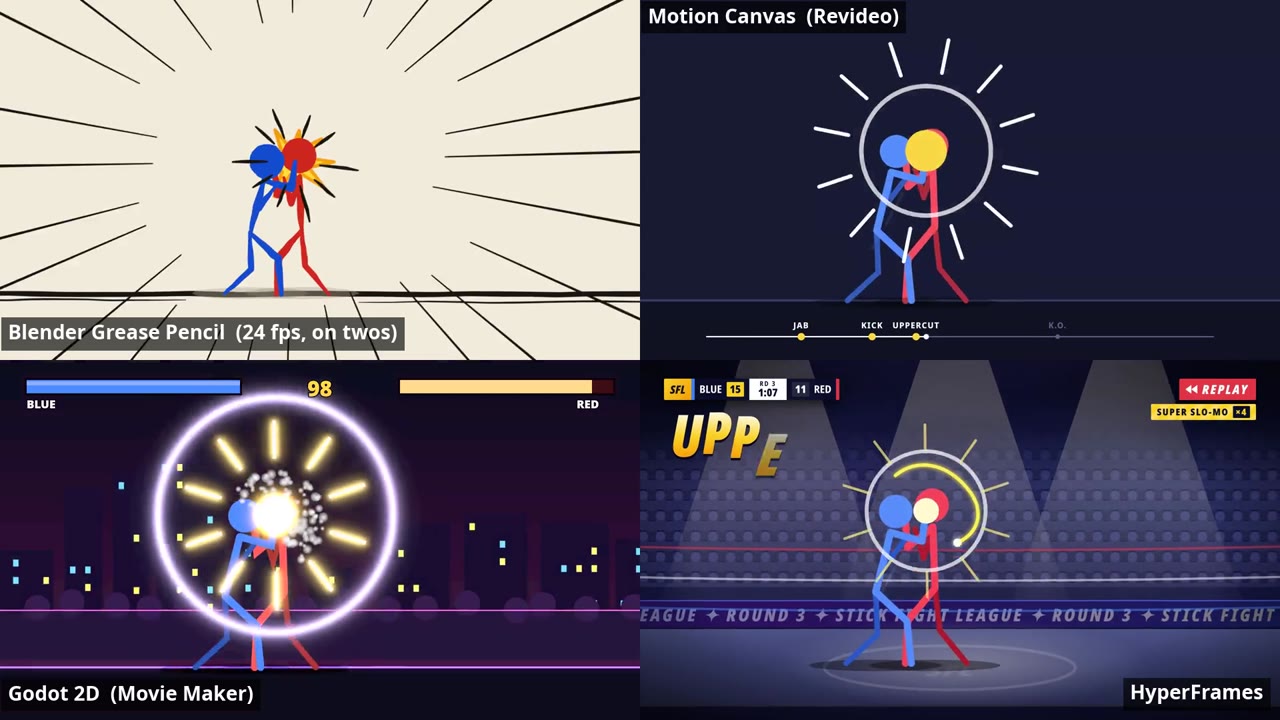 Motion Canvas (Revideo)
Blender Grease Pencil (24 fps, on twos)
JAB KICK UPPERCUT K.O.
98
BLUE RED
Godot 2D (Movie Maker)
SFL BLUE 15 RD 3 1:07 11 RED
REPLAY
SUPER SLO-MO ×4
UPPE
EAGUE ✦ ROUND 3 ✦ STICK FIGHT LEAGUE ✦ ROUND 3 ✦ STICK FIGHT
HyperFrames